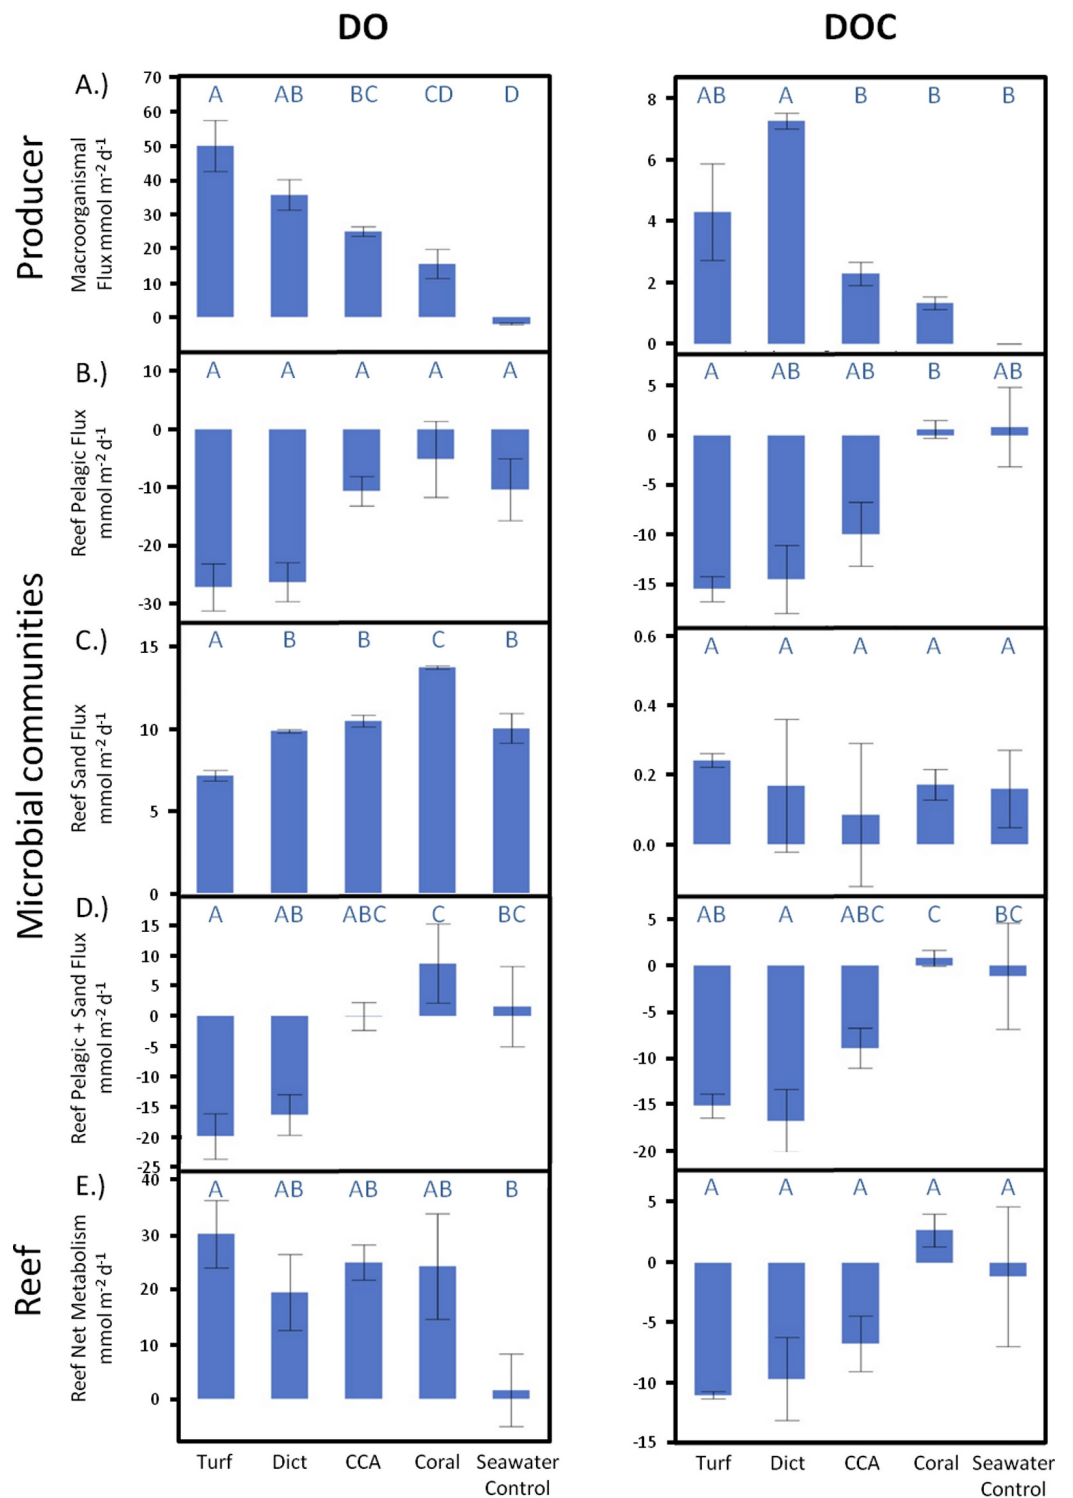 DO
DOC
Producer
A.)
Macroorganismal
Flux mmol m-2 d-1
70
60
50
40
30
20
10
0
A AB BC CD D
8
6
4
2
0
AB A B B B
Microbial communities
B.)
Reef Pelagic Flux
mmol m-2 d-1
10
0
-10
-20
-30
A A A A A
5
0
-5
-10
-15
A AB AB B AB
C.)
Reef Sand Flux
mmol m-2 d-1
15
10
5
0
A B B C B
0.6
0.4
0.2
0.0
A A A A A
D.)
Reef Pelagic + Sand Flux
mmol m-2 d-1
15
10
5
0
-5
-10
-15
-20
-25
A AB ABC C BC
5
0
-5
-10
-15
-20
AB A ABC C BC
Reef
E.)
Reef Net Metabolism
mmol m-2 d-1
40
30
20
10
0
A AB AB AB B
5
0
-5
-10
-15
A A A A A
Turf Dict CCA Coral Seawater
Control
Turf Dict CCA Coral Seawater
Control